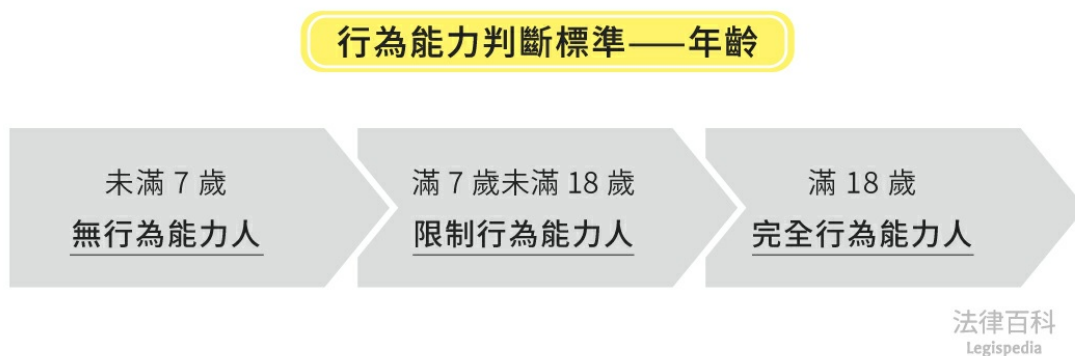 行為能力判斷標準——年齡
未滿 7 歲
無行為能力人
滿 7 歲未滿 18 歲
限制行為能力人
滿 18 歲
完全行為能力人
法律百科
Legispedia